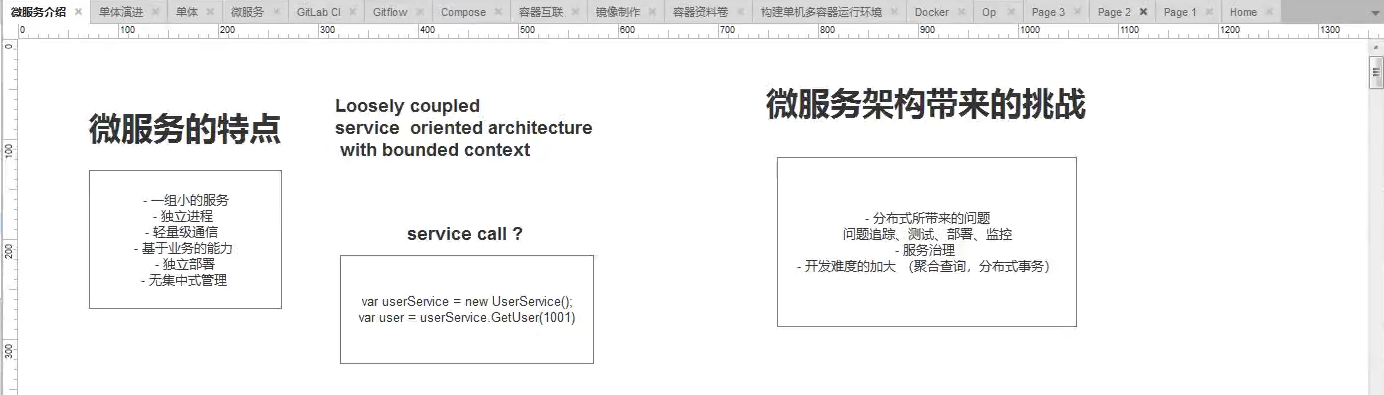 微服务介绍 单体演进 单体 微服务 GitLab CI Gitflow Compose 容器互联 镜像制作 容器资料卷 构建单机多容器运行环境 Docker Op Page 3 Page 2 Page 1 Home
0 100 200 300 400 500 600 700 800 900 1000 1100 1200 1300
0
100
200
300
微服务的特点
- 一组小的服务
- 独立进程
- 轻量级通信
- 基于业务的能力
- 独立部署
- 无集中式管理
Loosely coupled
service oriented architecture
with bounded context
service call ?
var userService = new UserService();
var user = userService.GetUser(1001)
微服务架构带来的挑战
- 分布式所带来的问题
问题追踪、测试、部署、监控
- 服务治理
- 开发难度的加大 （聚合查询，分布式事务）